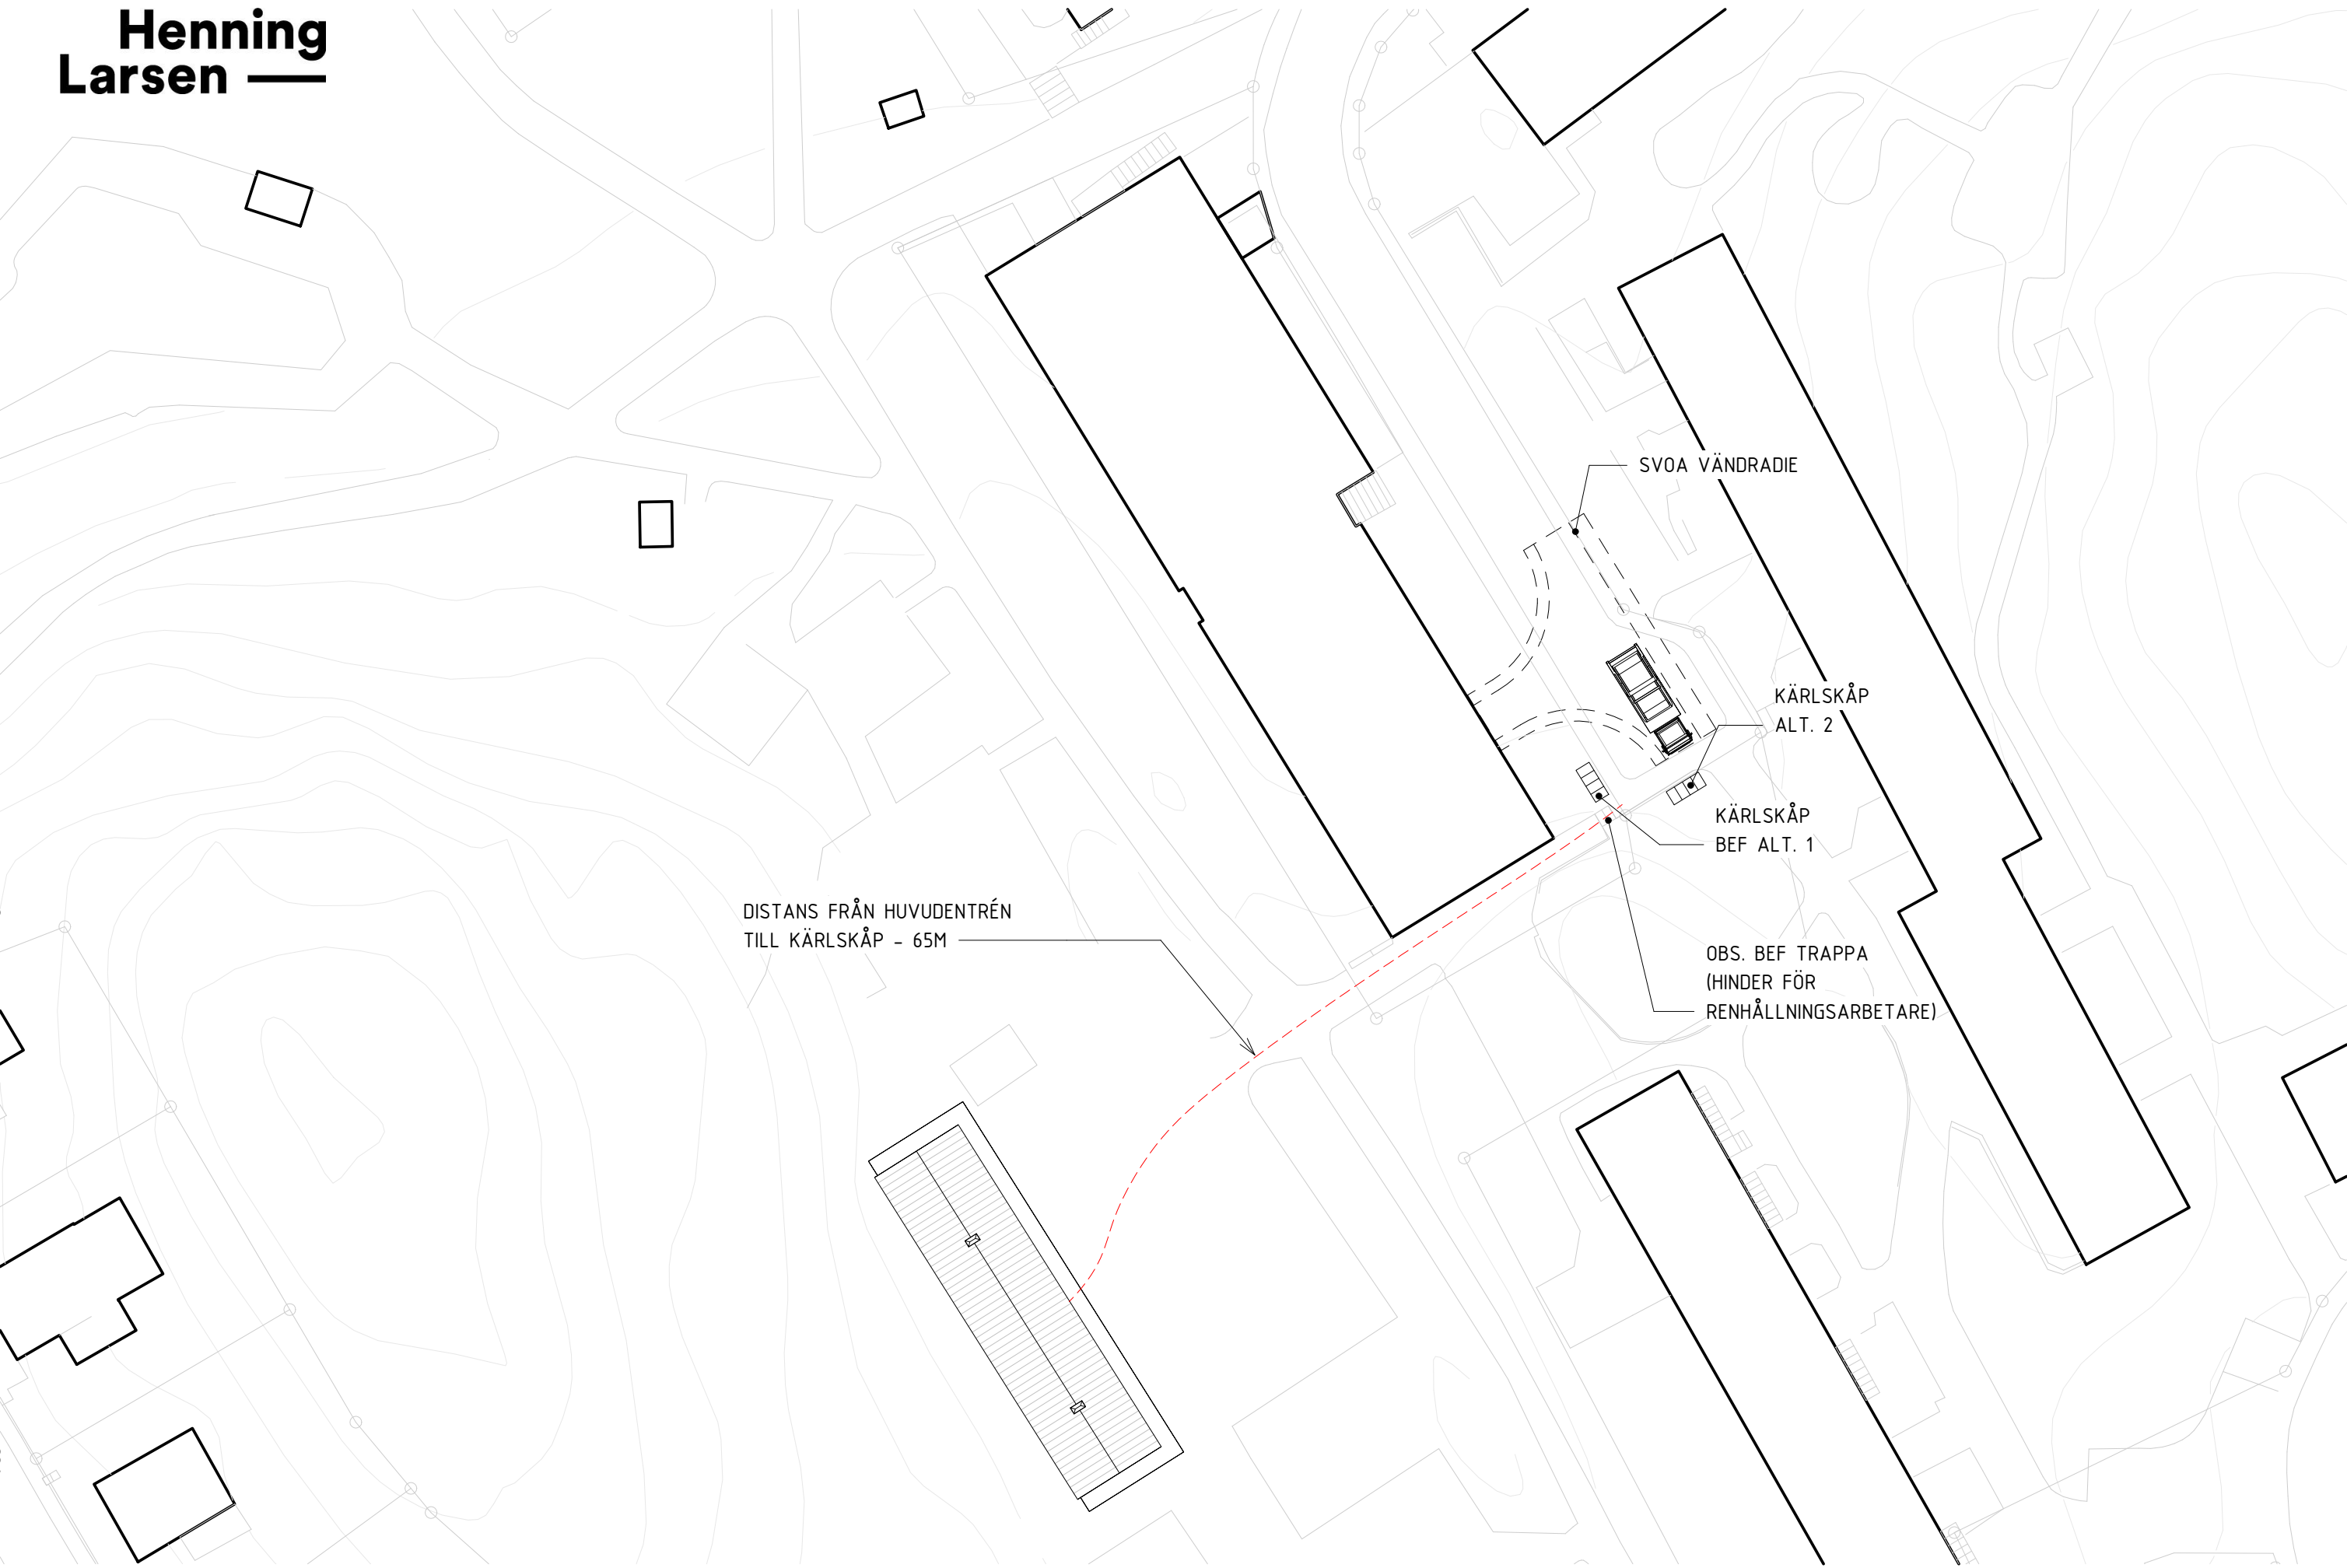 Henning
Larsen
SVOA VÄNDRADIE
KÄRLSKÅP
ALT. 2
KÄRLSKÅP
BEF ALT. 1
DISTANS FRÅN HUVUDENTRÉN
TILL KÄRLSKÅP - 65M
OBS. BEF TRAPPA
(HINDER FÖR
RENHÅLLNINGSARBETARE)